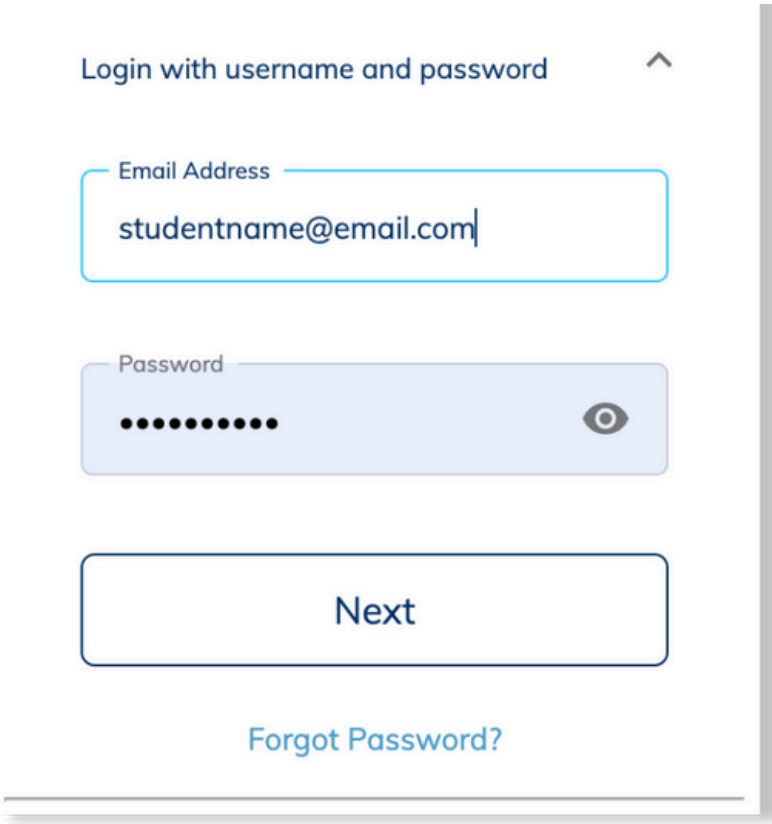 Login with username and password
Email Address
studentname@email.com
Password
••••••••••
Next
Forgot Password?